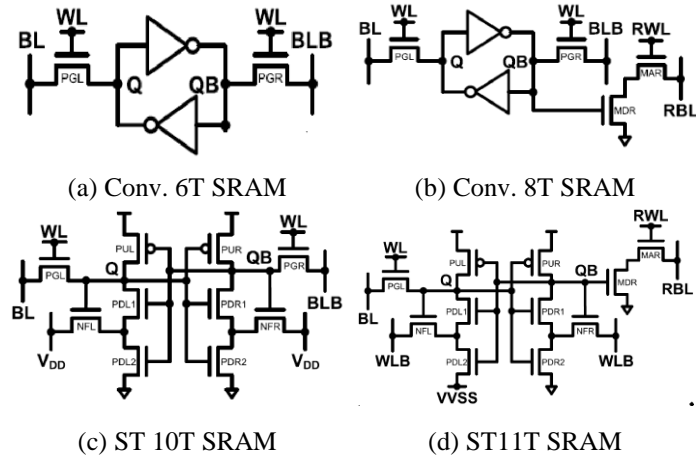 WL
WL
BL
BLB
PGL
Q
QB
PGR
(a) Conv. 6T SRAM
WL
WL
BL
BLB
RWL
PGL
Q
QB
PGR
MAR
MDR
RBL
(b) Conv. 8T SRAM
WL
WL
PUL
PUR
Q
QB
PGL
PGR
BL
BLB
PDL1
PDR1
NFL
NFR
VDD
PDL2
PDR2
VDD
(c) ST 10T SRAM
RWL
WL
PUL
PUR
MAR
Q
QB
PGL
MDR
RBL
BL
PDL1
PDR1
NFL
NFR
WLB
PDL2
PDR2
WLB
VVSS
(d) ST11T SRAM